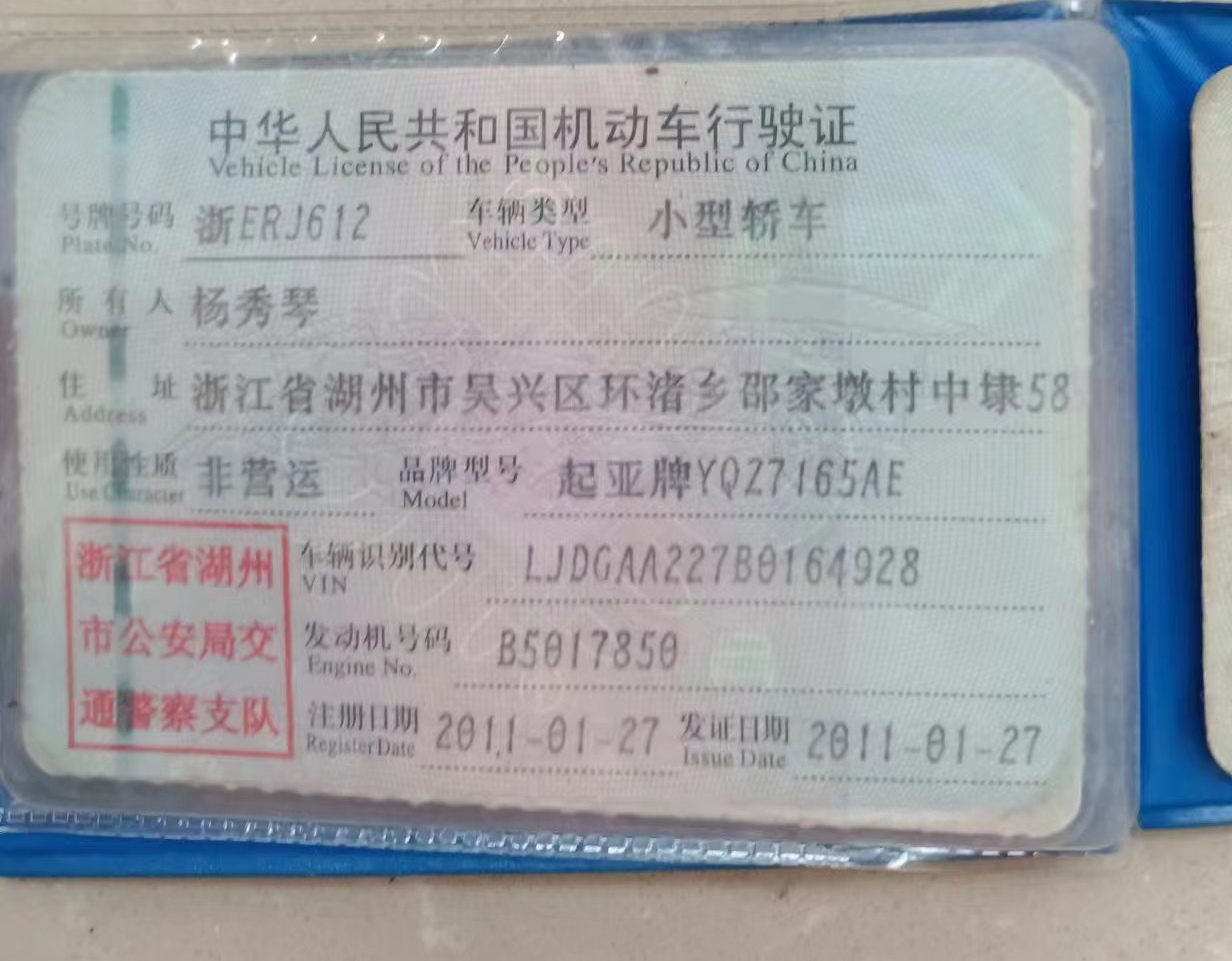 中华人民共和国机动车行驶证
Vehicle License of the People's Republic of China
号牌号码 浙ERJ612 车辆类型 小型轿车
Plate No. Vehicle Type
所有人 杨秀琴
Owner
住址 浙江省湖州市吴兴区环渚乡邵家墩村中埭58
Address
使用性质 非营运 品牌型号 起亚牌YQZ7165AE
Use Character Model
浙江省湖州
市公安局交
通警察支队
车辆识别代号 LJDGAA227B0164928
VIN
发动机号码 B5017850
Engine No.
注册日期 2011-01-27 发证日期 2011-01-27
Register Date Issue Date